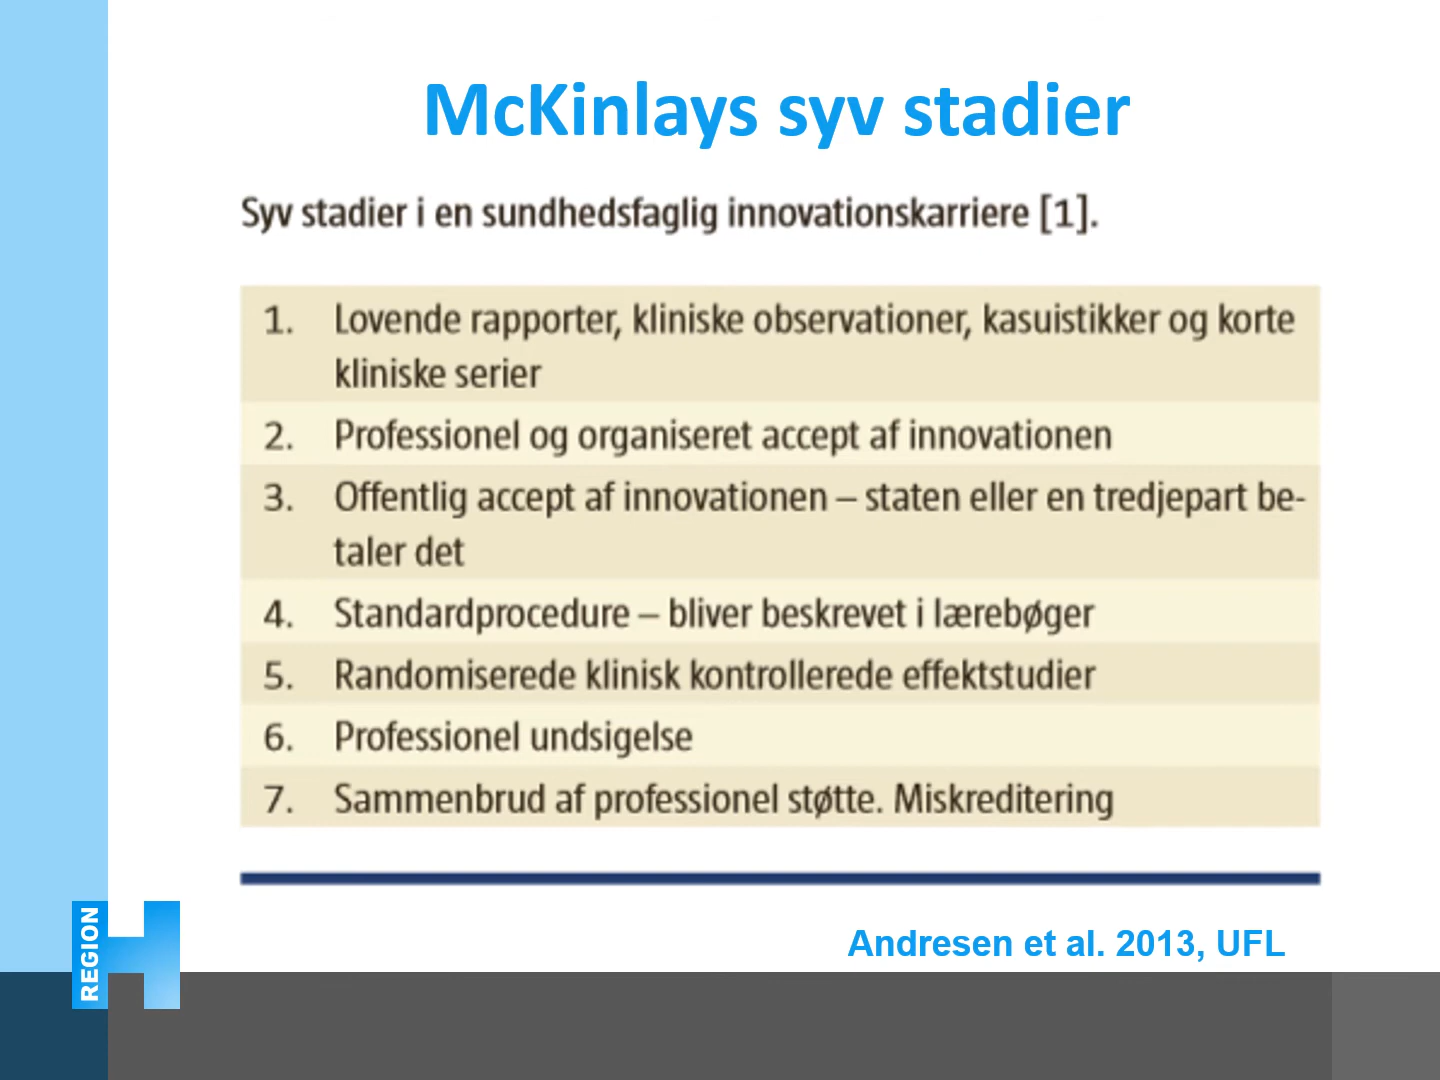 McKinlays syv stadier
Syv stadier i en sundhedsfaglig innovationskarriere [1].
1. Lovende rapporter, kliniske observationer, kasuistikker og korte
kliniske serier
2. Professionel og organiseret accept af innovationen
3. Offentlig accept af innovationen – staten eller en tredjepart be-
taler det
4. Standardprocedure – bliver beskrevet i lærebøger
5. Randomiserede klinisk kontrollerede effektstudier
6. Professionel undsigelse
7. Sammenbrud af professionel støtte. Miskreditering
Andresen et al. 2013, UFL
REGION